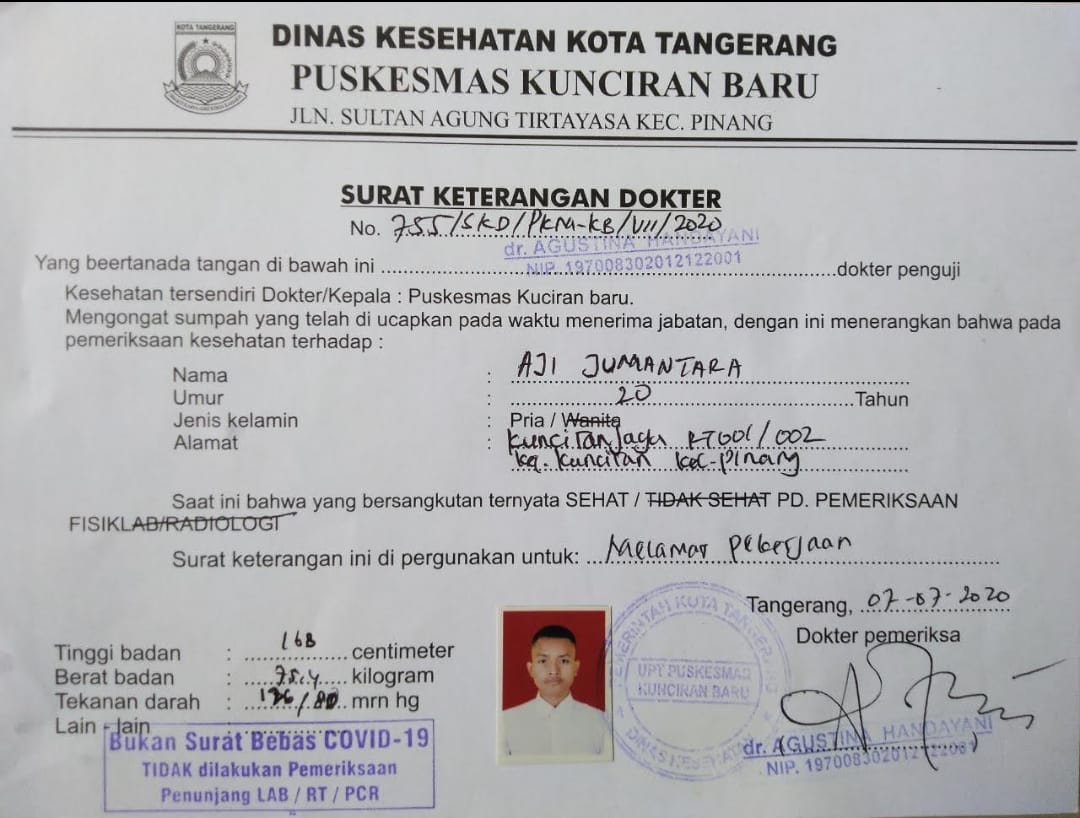 KOTA TANGERANG
DINAS KESEHATAN KOTA TANGERANG
PUSKESMAS KUNCIRAN BARU
JLN. SULTAN AGUNG TIRTAYASA KEC. PINANG
SURAT KETERANGAN DOKTER
No. 755/SKD/PKM-KB/VII/2020
dr. AGUSTINA HANDAYANI
NIP. 197008302012122001
Yang beertanada tangan di bawah ini ..... dokter penguji
Kesehatan tersendiri Dokter/Kepala : Puskesmas Kuciran baru.
Mengongat sumpah yang telah di ucapkan pada waktu menerima jabatan, dengan ini menerangkan bahwa pada
pemeriksaan kesehatan terhadap :
Nama : AJI JUMANTARA
Umur : 20 Tahun
Jenis kelamin : Pria / Wanita
Alamat : Kunciran Jaya RT001/002
Kq. Kunciran Kec-Pinang
Saat ini bahwa yang bersangkutan ternyata SEHAT / TIDAK SEHAT PD. PEMERIKSAAN
FISIKLAB/RADIOLOGI
Surat keterangan ini di pergunakan untuk: Melamar Pekerjaan
Tangerang, 07-07-2020
Dokter pemeriksa
Tinggi badan : 168 centimeter
Berat badan : 75,4 kilogram
Tekanan darah : /80 mrn hg
Lain - lain
Bukan Surat Bebas COVID-19
TIDAK dilakukan Pemeriksaan
Penunjang LAB / RT / PCR
PEMERINTAH KOTA TANGERANG
UPT PUSKESMAS
KUNCIRAN BARU
DINAS KESEHATAN
dr. AGUSTINA HANDAYANI
NIP. 197008302012122001